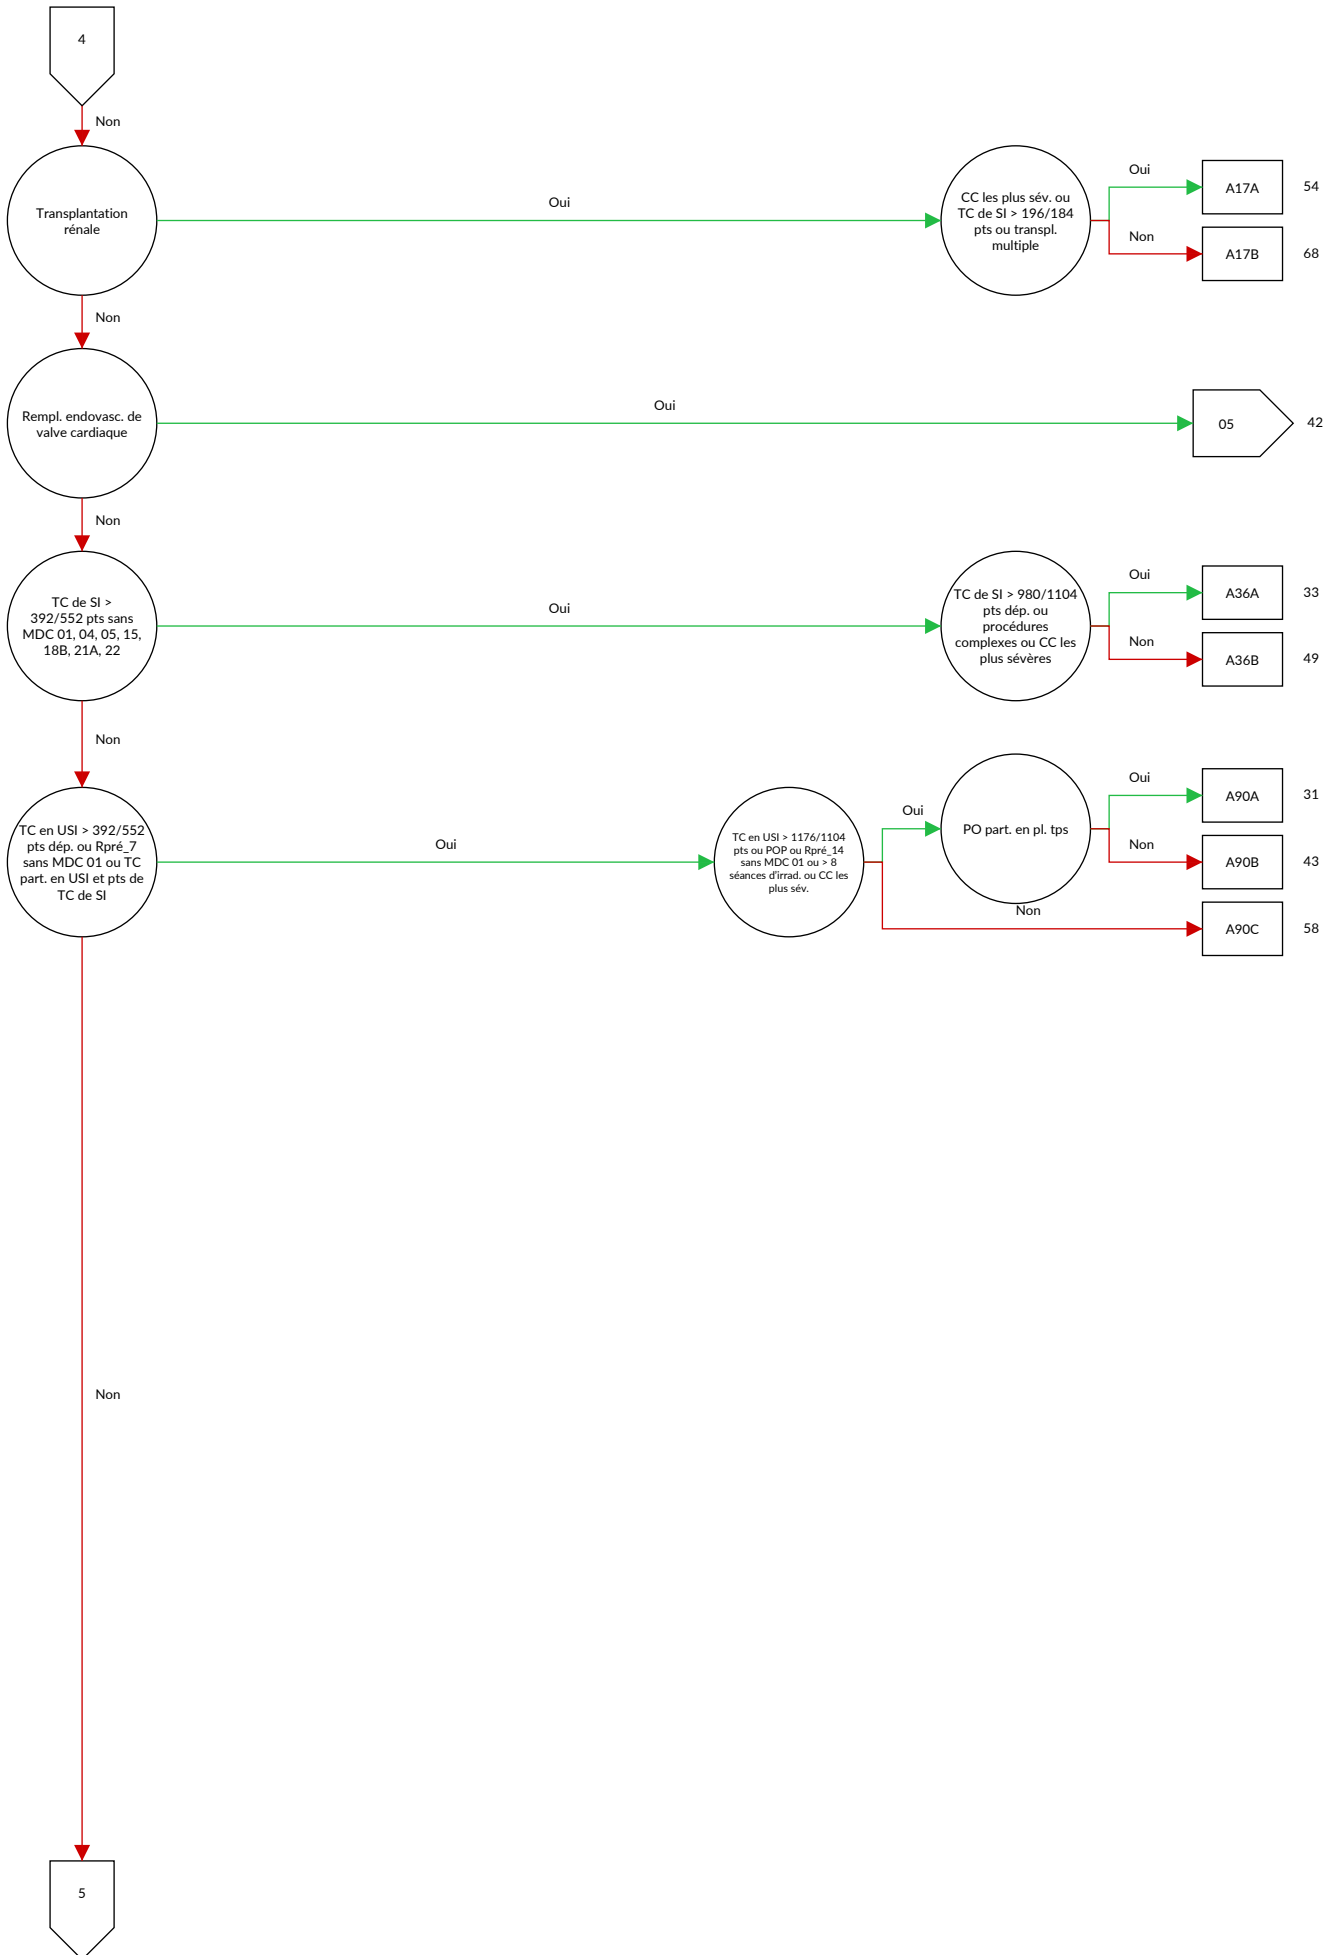 4
Non
Transplantation
rénale
Oui
CC les plus sév. ou
TC de SI > 196/184
pts ou transpl.
multiple
Oui
A17A
54
Non
A17B
68
Non
Rempl. endovasc. de
valve cardiaque
Oui
05
42
Non
TC de SI >
392/552 pts sans
MDC 01, 04, 05, 15,
18B, 21A, 22
Oui
TC de SI > 980/1104
pts dép. ou
procédures
complexes ou CC les
plus sévères
Oui
A36A
33
Non
A36B
49
Non
TC en USI > 392/552
pts dép. ou Rpré_7
sans MDC 01 ou TC
part. en USI et pts de
TC de SI
Oui
TC en USI > 1176/1104
pts ou POP ou Rpré_14
sans MDC 01 ou > 8
séances d'irrad. ou CC les
plus sév.
Oui
PO part. en pl. tps
Oui
A90A
31
Non
A90B
43
Non
A90C
58
Non
5